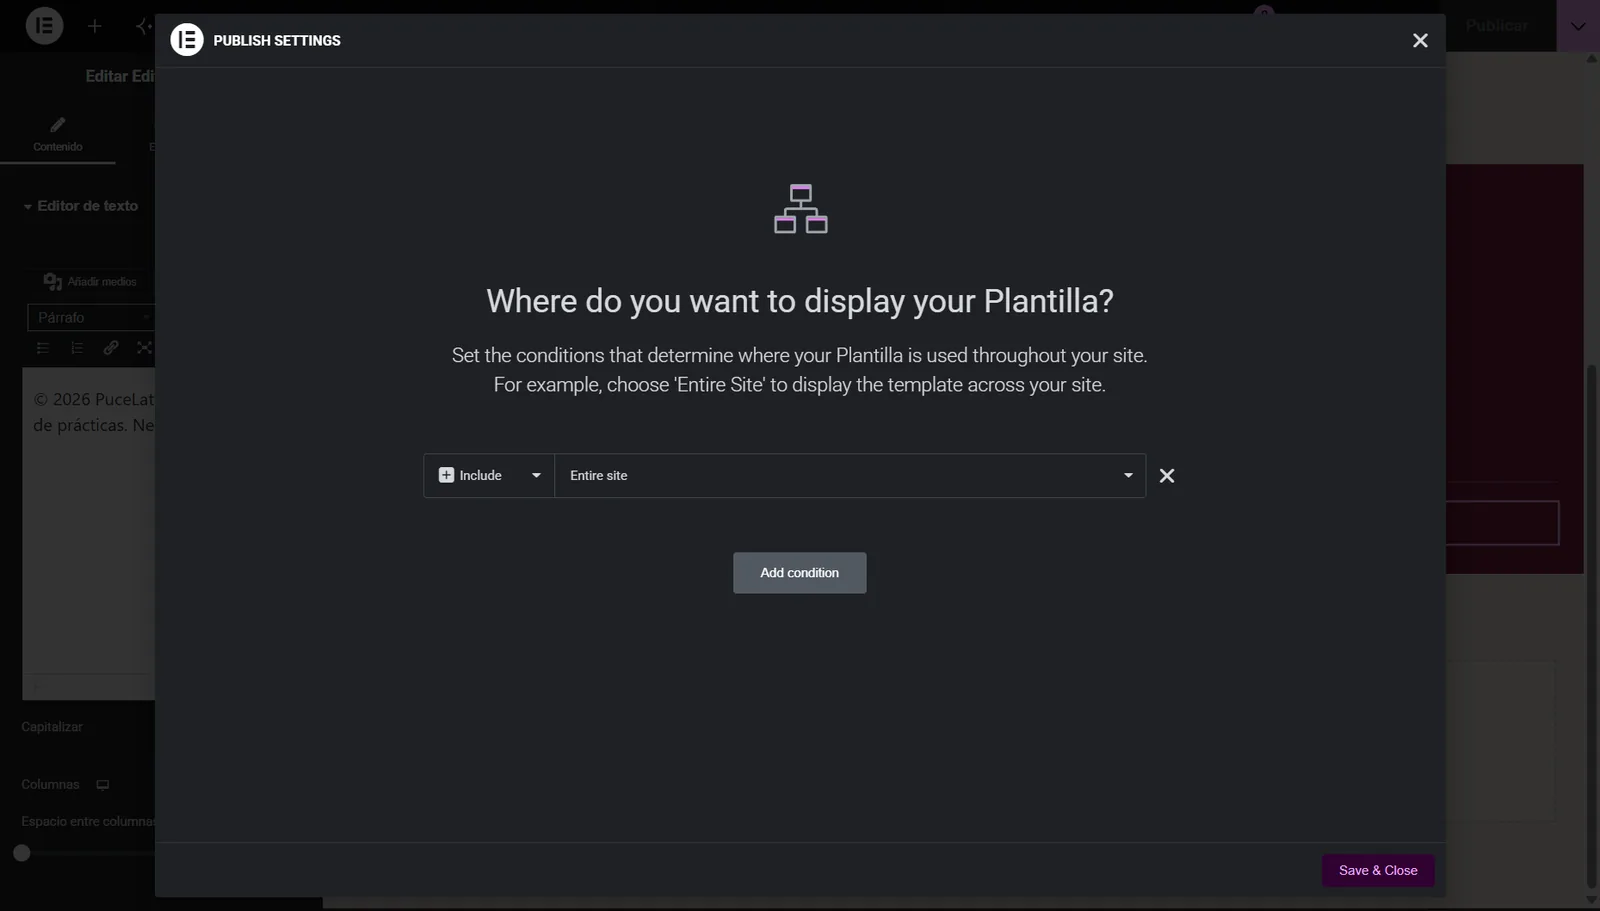 Publicar
PUBLISH SETTINGS
Editar
Contenido
Editor de texto
Añadir medios
Párrafo
© 2026 PuceLat
de prácticas. Ne
Capitalizar
Columnas
Espacio entre columnas
Where do you want to display your Plantilla?
Set the conditions that determine where your Plantilla is used throughout your site.
For example, choose 'Entire Site' to display the template across your site.
Include
Entire site
Add condition
Save & Close